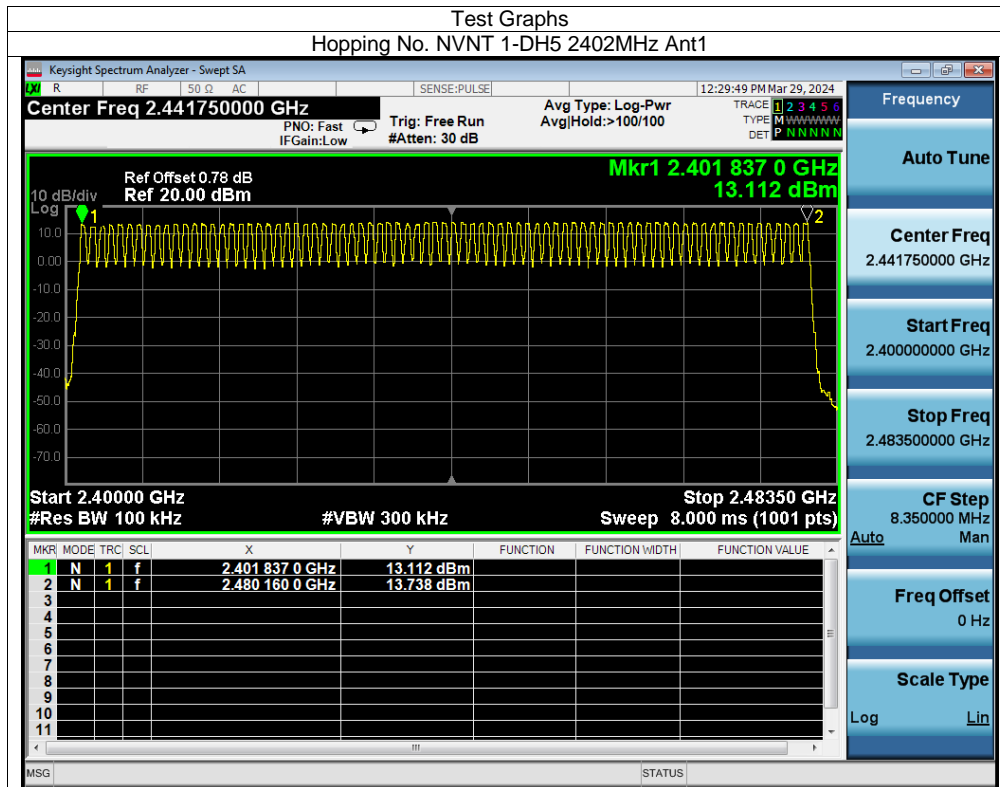 Test Graphs
Hopping No. NVNT 1-DH5 2402MHz Ant1
Keysight Spectrum Analyzer - Swept SA
LXI R RF 50 Ω AC SENSE:PULSE 12:29:49 PM Mar 29, 2024
Center Freq 2.441750000 GHz
PNO: Fast
IFGain:Low
Trig: Free Run
#Atten: 30 dB
Avg Type: Log-Pwr
Avg|Hold:>100/100
TRACE 1 2 3 4 5 6
TYPE M WWWWW
DET P N N N N N
Mkr1 2.401 837 0 GHz
13.112 dBm
Ref Offset 0.78 dB
10 dB/div Ref 20.00 dBm
Log
1
2
10.0
0.00
-10.0
-20.0
-30.0
-40.0
-50.0
-60.0
-70.0
Start 2.40000 GHz Stop 2.48350 GHz
#Res BW 100 kHz #VBW 300 kHz Sweep 8.000 ms (1001 pts)
MKR MODE TRC SCL X Y FUNCTION FUNCTION WIDTH FUNCTION VALUE
1 N 1 f 2.401 837 0 GHz 13.112 dBm
2 N 1 f 2.480 160 0 GHz 13.738 dBm
3
4
5
6
7
8
9
10
11
MSG STATUS
Frequency
Auto Tune
Center Freq
2.441750000 GHz
Start Freq
2.400000000 GHz
Stop Freq
2.483500000 GHz
CF Step
8.350000 MHz
Auto Man
Freq Offset
0 Hz
Scale Type
Log Lin